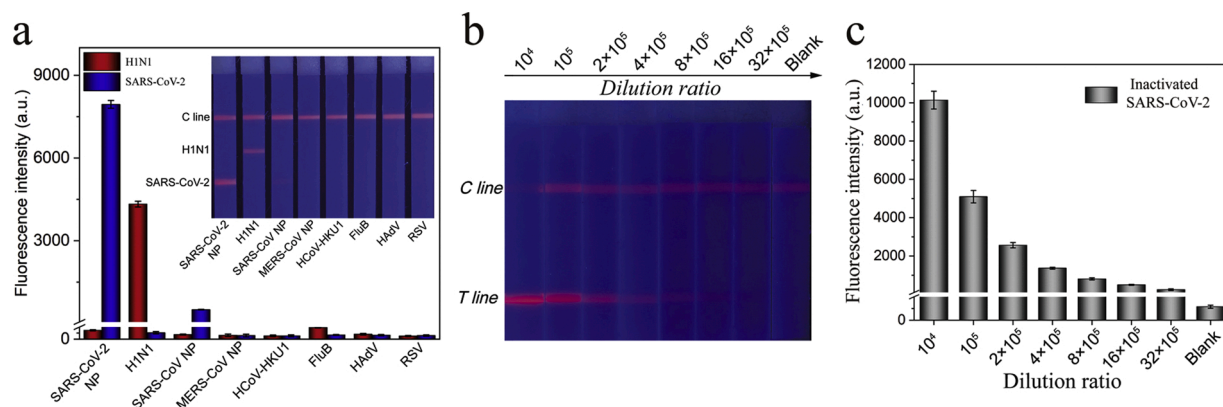 a
H1N1
SARS-CoV-2
9000
6000
3000
0
Fluorescence intensity (a.u.)
SARS-CoV-2
NP
H1N1
SARS-CoV NP
MERS-CoV NP
HCoV-HKU1
FluB
HAdV
RSV
C line
H1N1
SARS-CoV-2
SARS-CoV-2
NP
H1N1
SARS-CoV NP
MERS-CoV NP
HCoV-HKU1
FluB
HAdV
RSV
b
10⁴
10⁵
2×10⁵
4×10⁵
8×10⁵
16×10⁵
32×10⁵
Blank
Dilution ratio
C line
T line
c
Inactivated
SARS-CoV-2
10000
8000
6000
4000
2000
0
Fluorescence intensity (a.u.)
10⁴
10⁵
2×10⁵
4×10⁵
8×10⁵
16×10⁵
32×10⁵
Blank
Dilution ratio